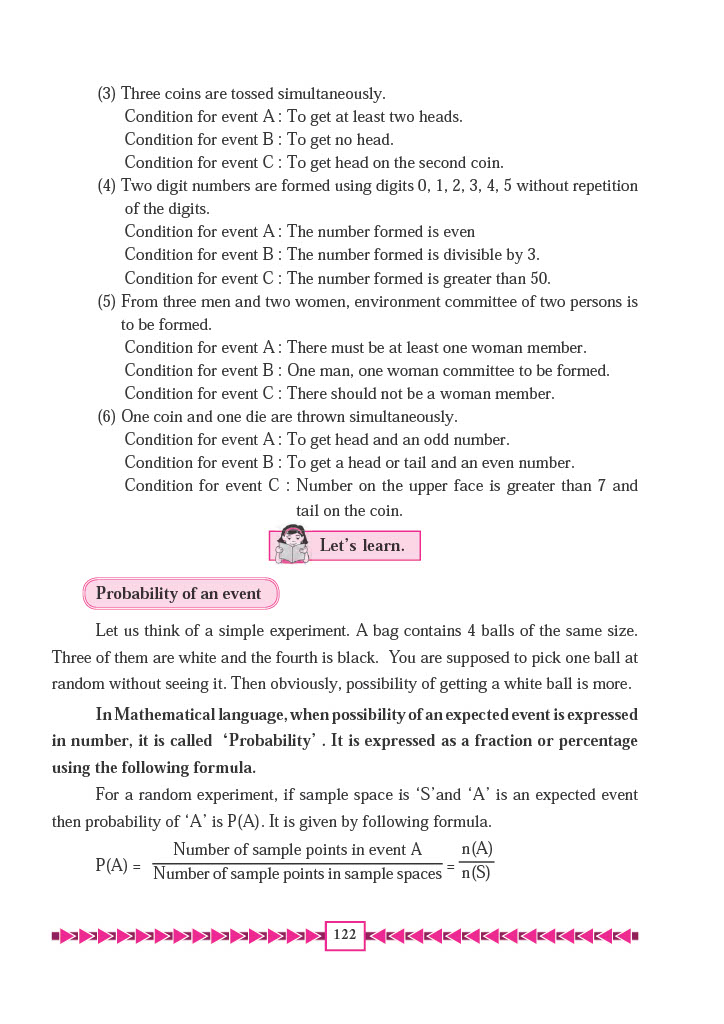 (3) Three coins are tossed simultaneously.
Condition for event A : To get at least two heads.
Condition for event B : To get no head.
Condition for event C : To get head on the second coin.
(4) Two digit numbers are formed using digits 0, 1, 2, 3, 4, 5 without repetition
of the digits.
Condition for event A : The number formed is even
Condition for event B : The number formed is divisible by 3.
Condition for event C : The number formed is greater than 50.
(5) From three men and two women, environment committee of two persons is
to be formed.
Condition for event A : There must be at least one woman member.
Condition for event B : One man, one woman committee to be formed.
Condition for event C : There should not be a woman member.
(6) One coin and one die are thrown simultaneously.
Condition for event A : To get head and an odd number.
Condition for event B : To get a head or tail and an even number.
Condition for event C : Number on the upper face is greater than 7 and
tail on the coin.
Let's learn.
Probability of an event
Let us think of a simple experiment. A bag contains 4 balls of the same size.
Three of them are white and the fourth is black. You are supposed to pick one ball at
random without seeing it. Then obviously, possibility of getting a white ball is more.
In Mathematical language, when possibility of an expected event is expressed
in number, it is called ‘Probability’ . It is expressed as a fraction or percentage
using the following formula.
For a random experiment, if sample space is ‘S’and ‘A’ is an expected event
then probability of ‘A’ is P(A). It is given by following formula.
P(A) = Number of sample points in event A / Number of sample points in sample spaces = n(A) / n(S)
122